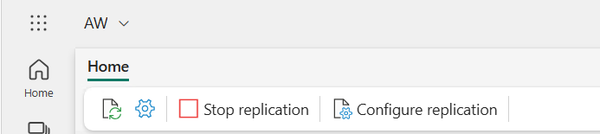 AW
Home
Home
Stop replication
Configure replication